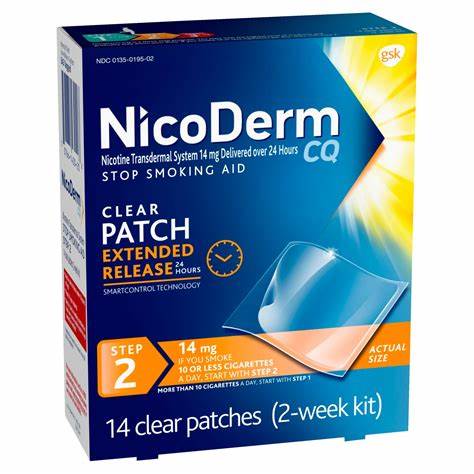 NDC 0135-0195-02
gsk
NicoDerm
CQ
Nicotine Transdermal System 14 mg Delivered over 24 Hours
STOP SMOKING AID
CLEAR
PATCH
EXTENDED
RELEASE 24 HOURS
SMARTCONTROL TECHNOLOGY
STEP
2
14 mg
IF YOU SMOKE
10 OR LESS CIGARETTES
A DAY, START WITH STEP 2
MORE THAN 10 CIGARETTES A DAY, START WITH STEP 1
ACTUAL
SIZE
14 clear patches (2-week kit)
NicoDerm